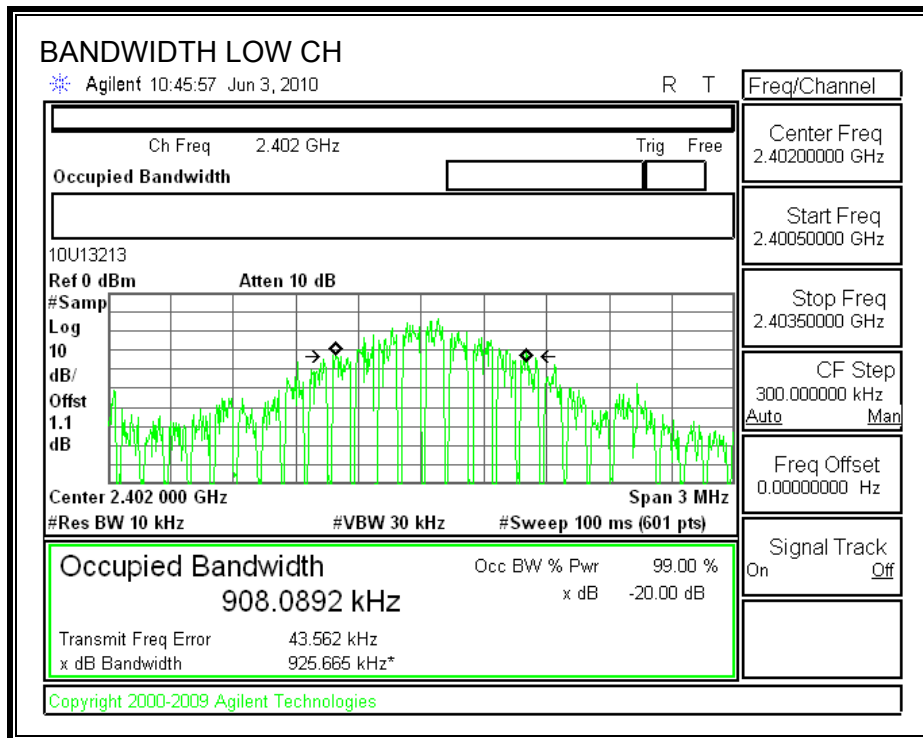 BANDWIDTH LOW CH
Agilent 10:45:57 Jun 3, 2010 R T
Freq/Channel
Ch Freq 2.402 GHz Trig Free
Occupied Bandwidth
Center Freq
2.40200000 GHz
Start Freq
2.40050000 GHz
Stop Freq
2.40350000 GHz
CF Step
300.000000 kHz
Auto Man
Freq Offset
0.00000000 Hz
Signal Track
On Off
10U13213
Ref 0 dBm Atten 10 dB
#Samp
Log
10
dB/
Offst
1.1
dB
Center 2.402 000 GHz Span 3 MHz
#Res BW 10 kHz #VBW 30 kHz #Sweep 100 ms (601 pts)
Occupied Bandwidth Occ BW % Pwr 99.00 %
908.0892 kHz x dB -20.00 dB
Transmit Freq Error 43.562 kHz
x dB Bandwidth 925.665 kHz*
Copyright 2000-2009 Agilent Technologies